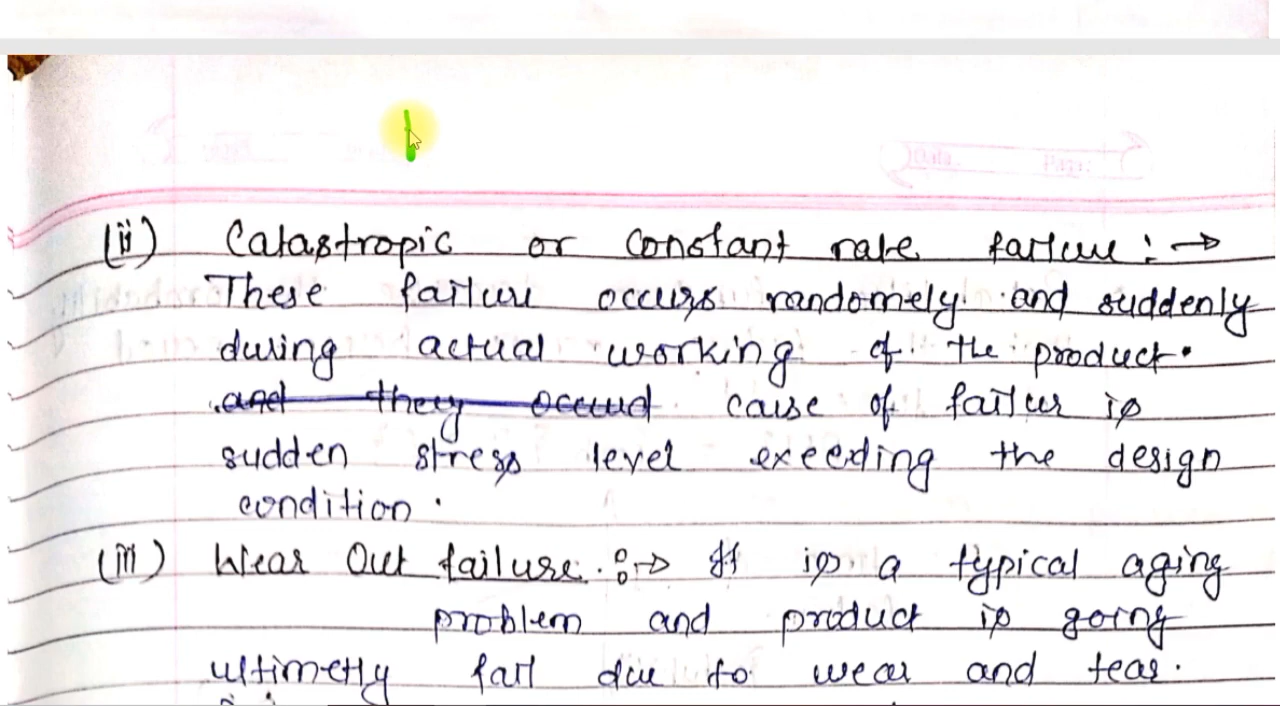 (ii) Catastropic or constant rate failure : →
These failure occurs randomely and suddenly
during actual working of the product.
and they occud cause of failur is
sudden stress level exeeding the design
condition.
(iii) Wear Out failure : → It is a typical aging
problem and product is going
ultimetly fail due to wear and tear.